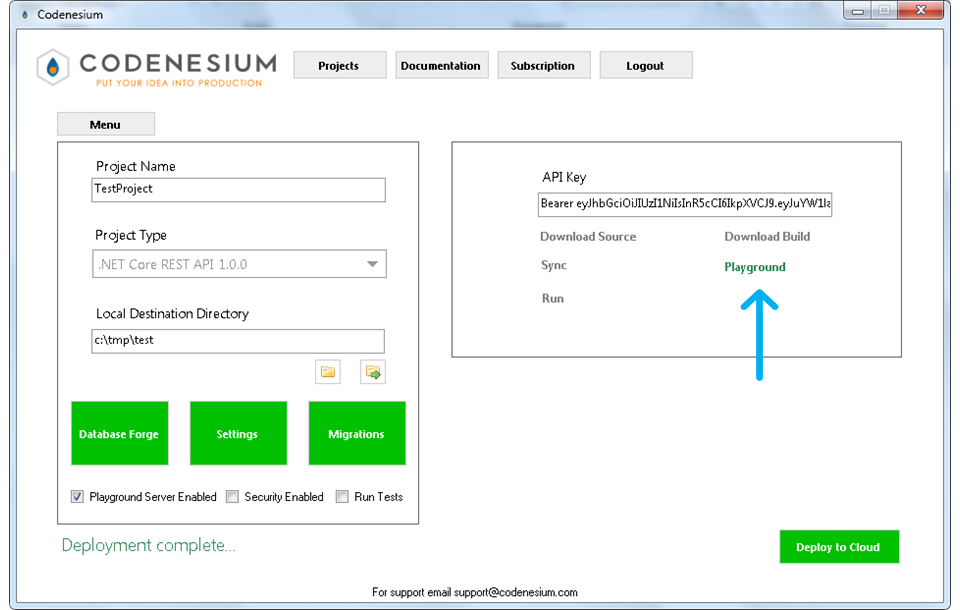 Codenesium
CODENESIUM
PUT YOUR IDEA INTO PRODUCTION
Projects
Documentation
Subscription
Logout
Menu
Project Name
TestProject
Project Type
.NET Core REST API 1.0.0
Local Destination Directory
c:\tmp\test
Database Forge
Settings
Migrations
Playground Server Enabled
Security Enabled
Run Tests
Deployment complete...
API Key
Bearer eyJhbGciOiJIUzI1NiIsInR5cCI6IkpXVCJ9.eyJuYW1la
Download Source
Download Build
Sync
Playground
Run
Deploy to Cloud
For support email support@codenesium.com